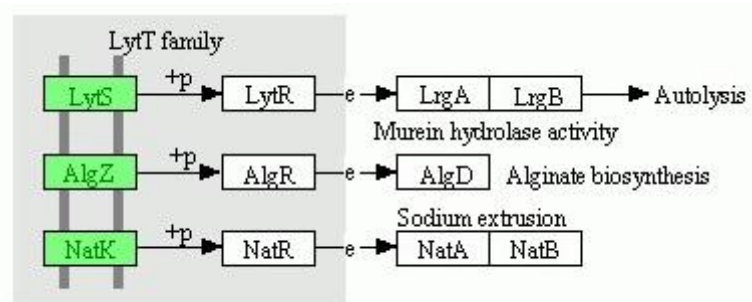 LytT family
LytS +p LytR e LrgA LrgB Autolysis
Murein hydrolase activity
AlgZ +p AlgR e AlgD Alginate biosynthesis
Sodium extrusion
NatK +p NatR e NatA NatB